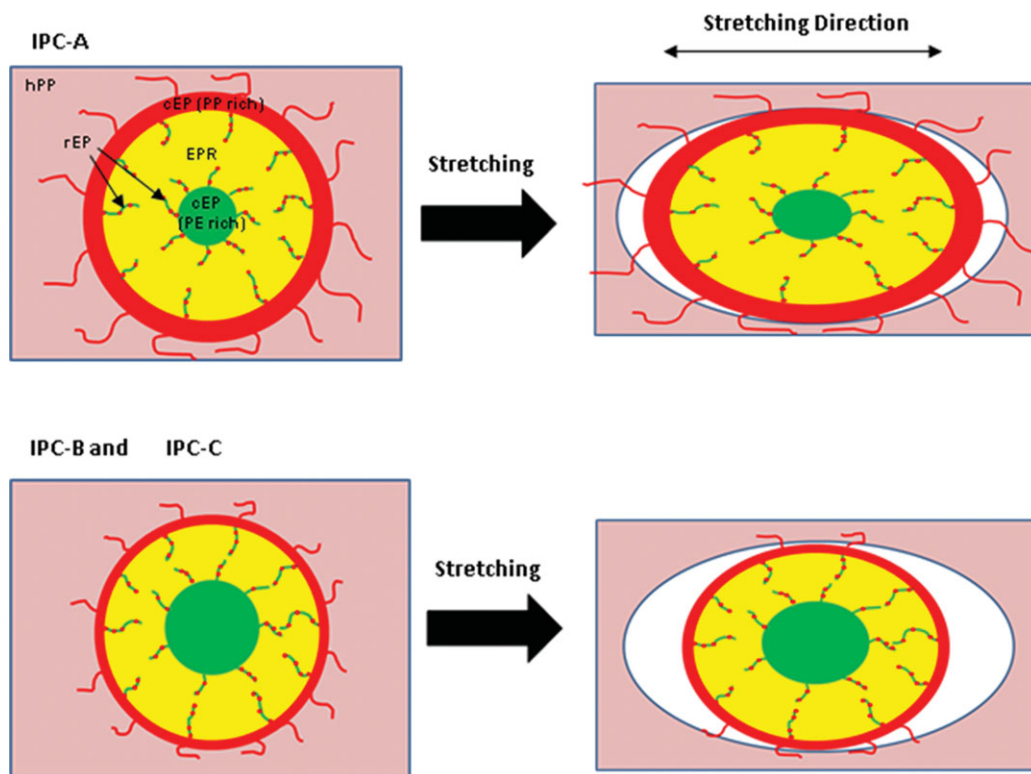 IPC-A
Stretching Direction
hPP
cEP (PP rich)
rEP
EPR
Stretching
cEP
(PE rich)
IPC-B and IPC-C
Stretching